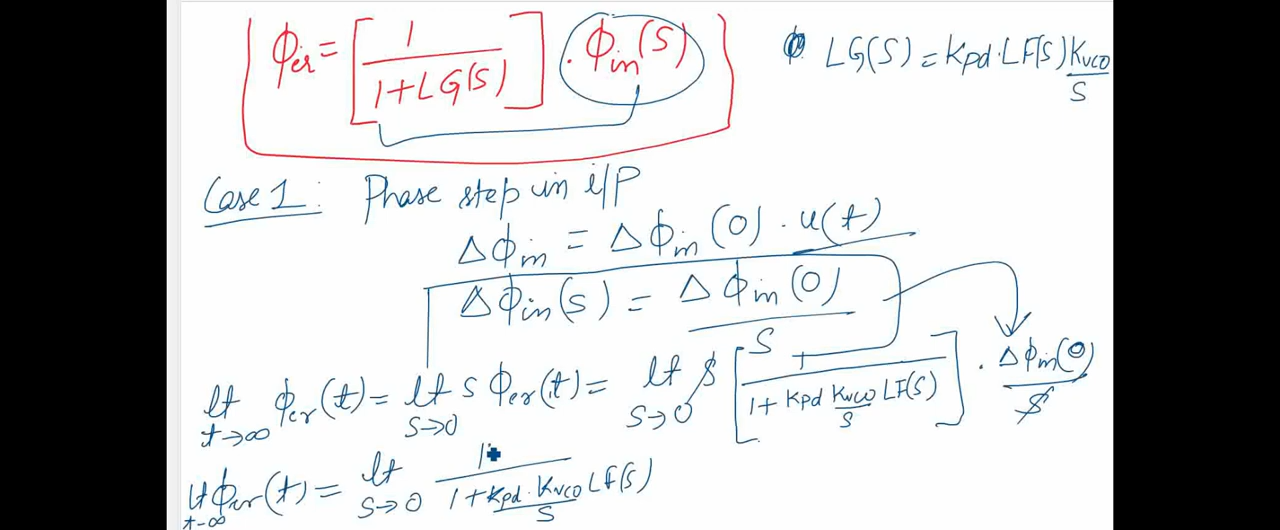 ϕer = [1/(1+LG(S))] . ϕin(S)
LG(S) = Kpd · LF(S) Kvco/S
Case 1 : Phase step in i/P
Δϕin = Δϕin(0) · u(t)
Δϕin(s) = Δϕin(0)/S
lt t→∞ ϕer(t) = lt S→0 s ϕer(t) = lt S→0 $ [1/(1 + Kpd Kvco/S LF(S))] · Δϕin(0)/$
lt t→∞ ϕer(t) = lt S→0 1/(1 + Kpd · Kvco/S LF(S))